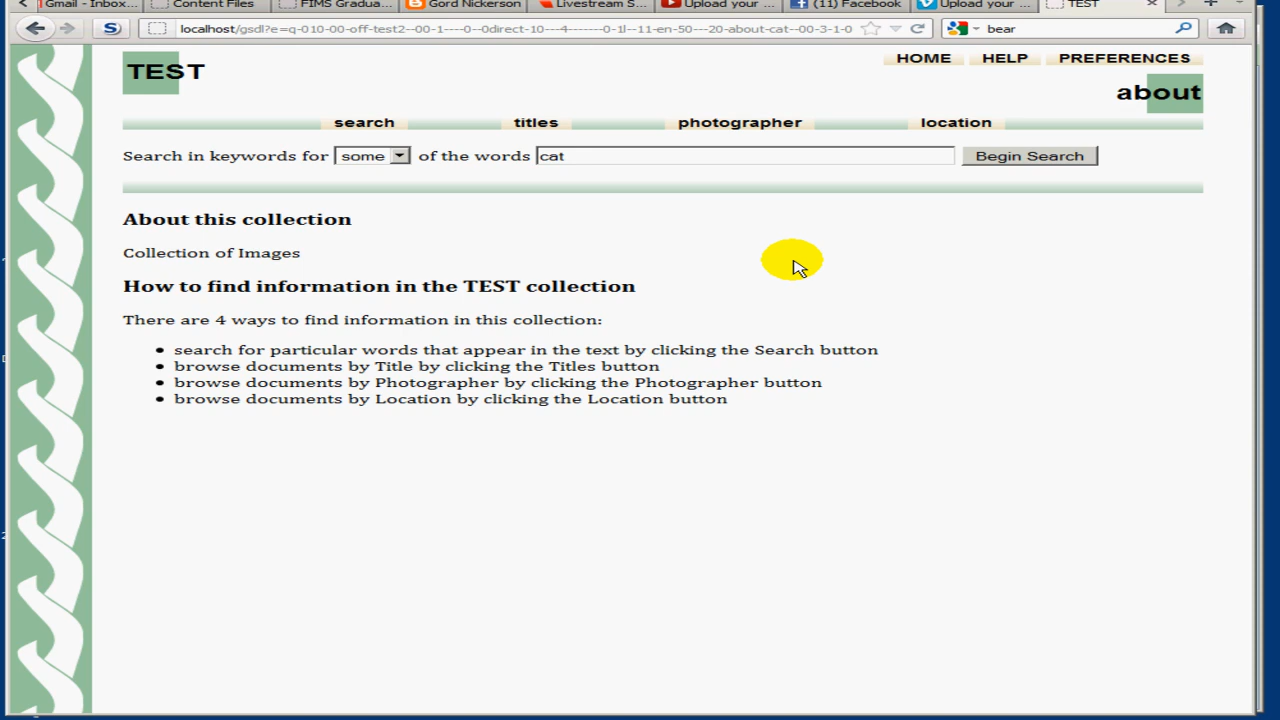 Gmail - Inbox... Content Files FIMS Gradua... Gord Nickerson Livestream S... Upload your ... (11) Facebook Upload your ... TEST
localhost/gsdl?e=q-010-00-off-test2--00-1----0--0direct-10---4-------0-1l--11-en-50---20-about-cat--00-3-1-0 bear
TEST HOME HELP PREFERENCES
about
search titles photographer location
Search in keywords for some of the words cat Begin Search
About this collection
Collection of Images
How to find information in the TEST collection
There are 4 ways to find information in this collection:
• search for particular words that appear in the text by clicking the Search button
• browse documents by Title by clicking the Titles button
• browse documents by Photographer by clicking the Photographer button
• browse documents by Location by clicking the Location button